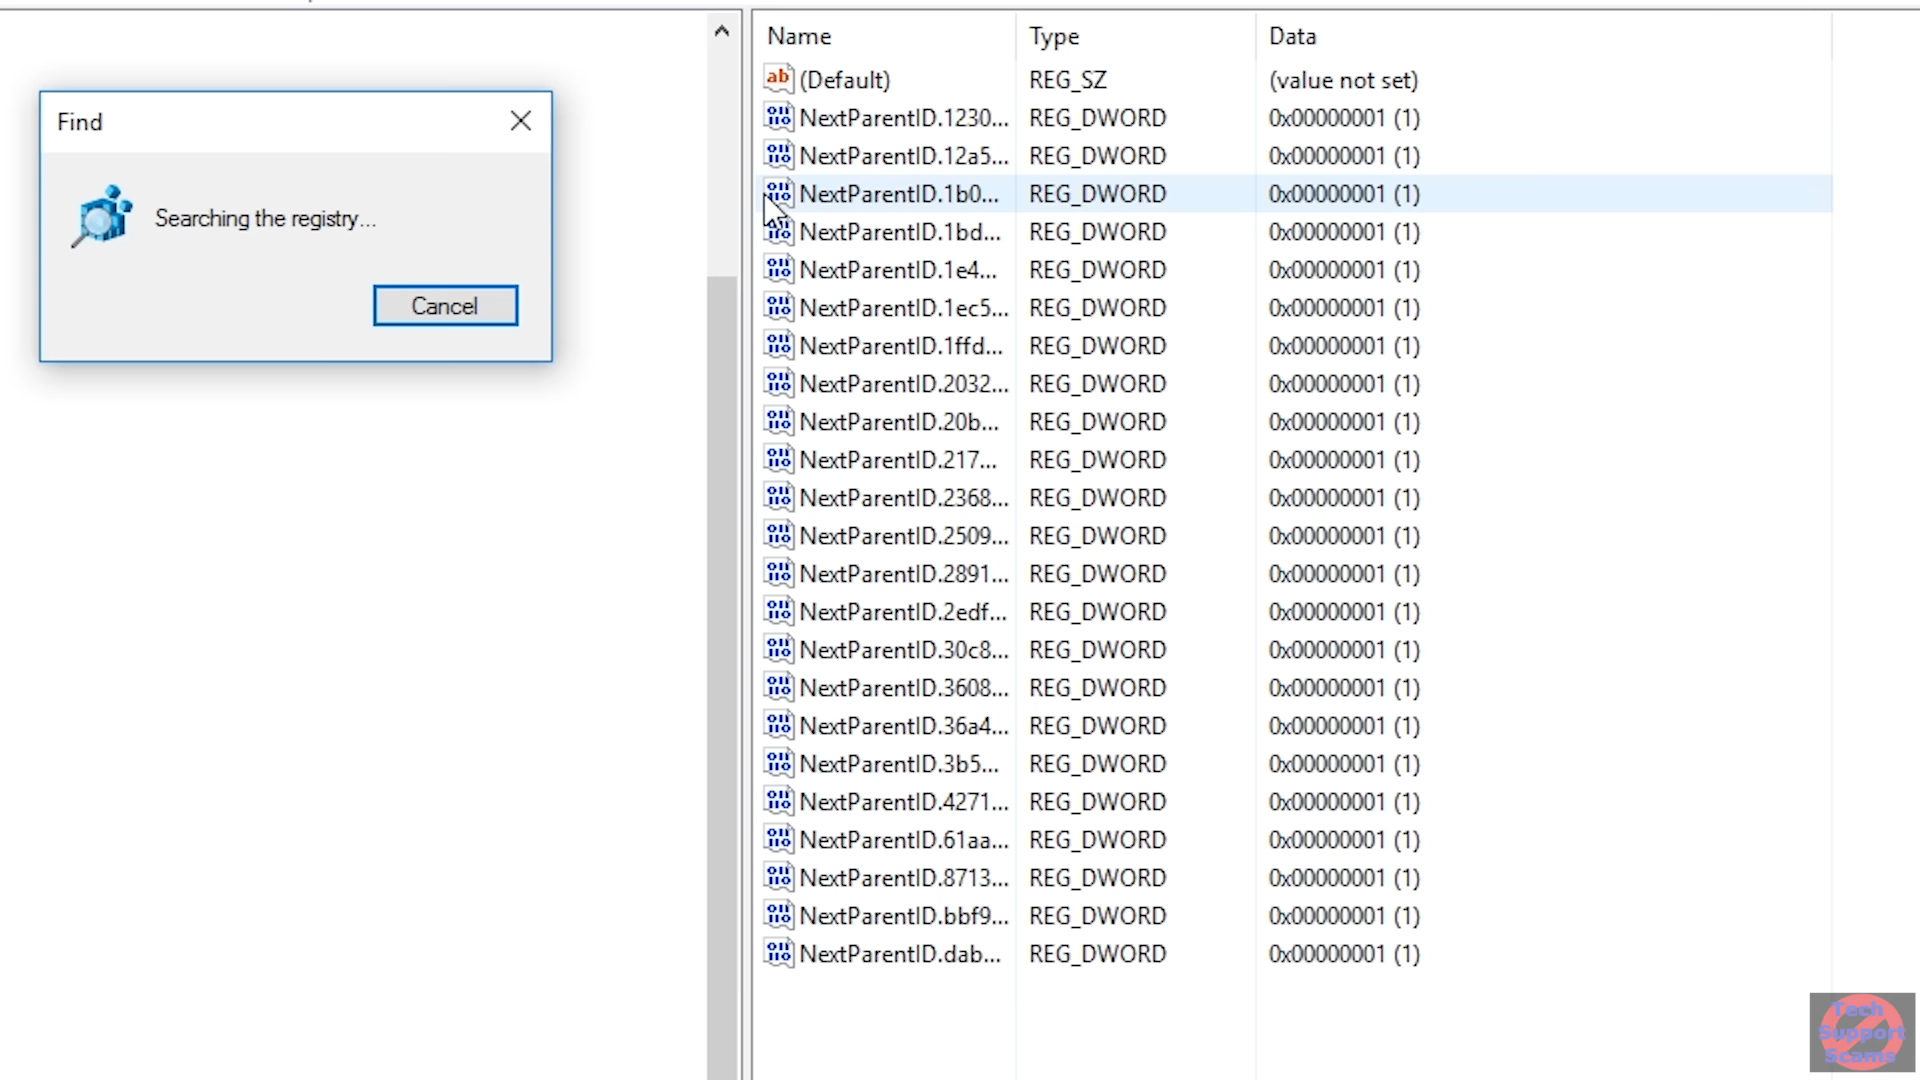 Find
Searching the registry...
Cancel
Name Type Data
(Default) REG_SZ (value not set)
NextParentID.1230... REG_DWORD 0x00000001 (1)
NextParentID.12a5... REG_DWORD 0x00000001 (1)
NextParentID.1b0... REG_DWORD 0x00000001 (1)
NextParentID.1bd... REG_DWORD 0x00000001 (1)
NextParentID.1e4... REG_DWORD 0x00000001 (1)
NextParentID.1ec5... REG_DWORD 0x00000001 (1)
NextParentID.1ffd... REG_DWORD 0x00000001 (1)
NextParentID.2032... REG_DWORD 0x00000001 (1)
NextParentID.20b... REG_DWORD 0x00000001 (1)
NextParentID.217... REG_DWORD 0x00000001 (1)
NextParentID.2368... REG_DWORD 0x00000001 (1)
NextParentID.2509... REG_DWORD 0x00000001 (1)
NextParentID.2891... REG_DWORD 0x00000001 (1)
NextParentID.2edf... REG_DWORD 0x00000001 (1)
NextParentID.30c8... REG_DWORD 0x00000001 (1)
NextParentID.3608... REG_DWORD 0x00000001 (1)
NextParentID.36a4... REG_DWORD 0x00000001 (1)
NextParentID.3b5... REG_DWORD 0x00000001 (1)
NextParentID.4271... REG_DWORD 0x00000001 (1)
NextParentID.61aa... REG_DWORD 0x00000001 (1)
NextParentID.8713... REG_DWORD 0x00000001 (1)
NextParentID.bbf9... REG_DWORD 0x00000001 (1)
NextParentID.dab... REG_DWORD 0x00000001 (1)
Tech
Support
Scams